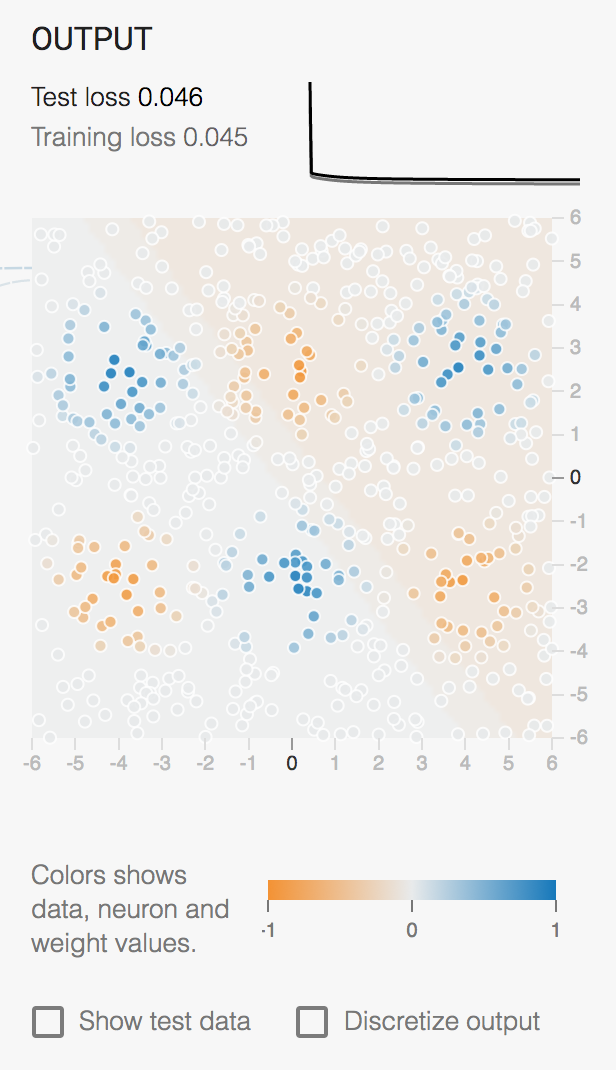 OUTPUT
Test loss 0.046
Training loss 0.045
6
5
4
3
2
1
0
-1
-2
-3
-4
-5
-6
-6 -5 -4 -3 -2 -1 0 1 2 3 4 5 6
Colors shows
data, neuron and
weight values.
-1 0 1
Show test data Discretize output